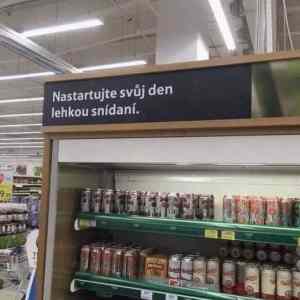 Nastartujte svůj den
lehkou snídaní.